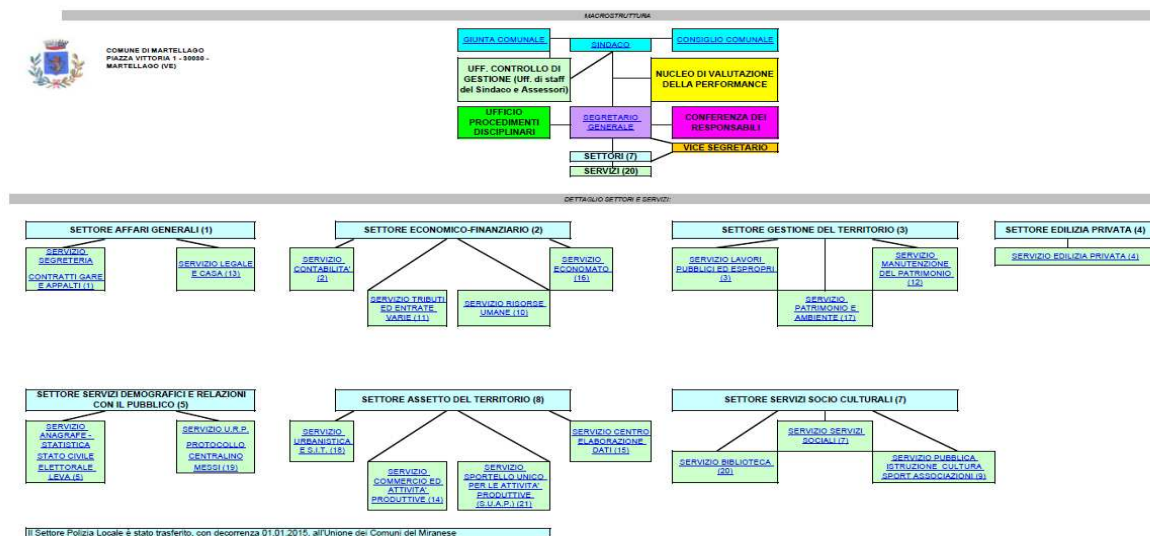 MACROSTRUTTURA
COMUNE DI MARTELLAGO
PIAZZA VITTORIA 1 - 30030 -
MARTELLAGO (VE)
GIUNTA COMUNALE
SINDACO
CONSIGLIO COMUNALE
UFF. CONTROLLO DI
GESTIONE (Uff. di staff
del Sindaco e Assessori)
NUCLEO DI VALUTAZIONE
DELLA PERFORMANCE
UFFICIO
PROCEDIMENTI
DISCIPLINARI
SEGRETARIO
GENERALE
CONFERENZA DEI
RESPONSABILI
VICE SEGRETARIO
SETTORI (7)
SERVIZI (20)
DETTAGLIO SETTORI E SERVIZI:
SETTORE AFFARI GENERALI (1)
SERVIZIO
SEGRETERIA
CONTRATTI GARE
E APPALTI (1)
SERVIZIO LEGALE
E CASA (13)
SETTORE ECONOMICO-FINANZIARIO (2)
SERVIZIO
CONTABILITA' (2)
SERVIZIO TRIBUTI
ED ENTRATE
VARIE (11)
SERVIZIO RISORSE
UMANE (10)
SERVIZIO
ECONOMATO
(16)
SETTORE GESTIONE DEL TERRITORIO (3)
SERVIZIO LAVORI
PUBBLICI ED ESPROPRI
(3)
SERVIZIO
PATRIMONIO E
AMBIENTE (17)
SERVIZIO
MANUTENZIONE
DEL PATRIMONIO
(12)
SETTORE EDILIZIA PRIVATA (4)
SERVIZIO EDILIZIA PRIVATA (4)
SETTORE SERVIZI DEMOGRAFICI E RELAZIONI
CON IL PUBBLICO (5)
SERVIZIO
ANAGRAFE -
STATISTICA
STATO CIVILE
ELETTORALE
LEVA (5)
SERVIZIO U.R.P.
PROTOCOLLO
CENTRALINO
MESSI (19)
SETTORE ASSETTO DEL TERRITORIO (8)
SERVIZIO
URBANISTICA
E S.I.T. (18)
SERVIZIO
COMMERCIO ED
ATTIVITA'
PRODUTTIVE (14)
SERVIZIO
SPORTELLO UNICO
PER LE ATTIVITA'
PRODUTTIVE
(S.U.A.P.) (21)
SERVIZIO CENTRO
ELABORAZIONE
DATI (15)
SETTORE SERVIZI SOCIO CULTURALI (7)
SERVIZIO BIBLIOTECA
(20)
SERVIZIO SERVIZI
SOCIALI (7)
SERVIZIO PUBBLICA
ISTRUZIONE CULTURA
SPORT ASSOCIAZIONI (9)
Il Settore Polizia Locale è stato trasferito, con decorrenza 01.01.2015, all'Unione dei Comuni del Miranese